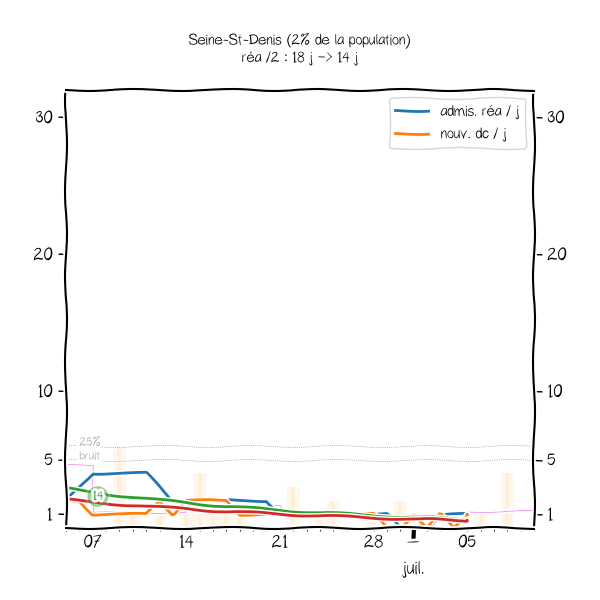 Seine-St-Denis (2% de la population)
réa /2 : 18 j -> 14 j
admis. réa / j
nouv. dc / j
30
30
20
20
10
10
25%
bruit
5
5
14
1
1
07
14
21
28
05
juil.